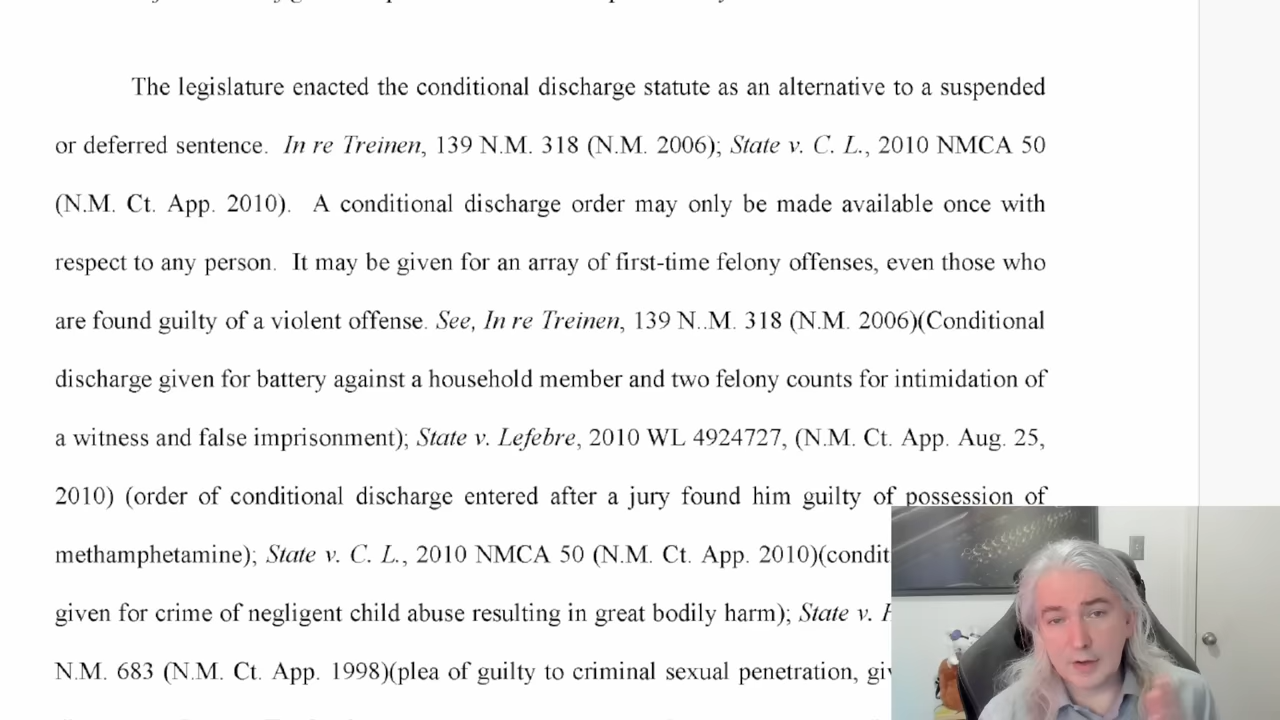 The legislature enacted the conditional discharge statute as an alternative to a suspended
or deferred sentence. In re Treinen, 139 N.M. 318 (N.M. 2006); State v. C. L., 2010 NMCA 50
(N.M. Ct. App. 2010). A conditional discharge order may only be made available once with
respect to any person. It may be given for an array of first-time felony offenses, even those who
are found guilty of a violent offense. See, In re Treinen, 139 N..M. 318 (N.M. 2006)(Conditional
discharge given for battery against a household member and two felony counts for intimidation of
a witness and false imprisonment); State v. Lefebre, 2010 WL 4924727, (N.M. Ct. App. Aug. 25,
2010) (order of conditional discharge entered after a jury found him guilty of possession of
methamphetamine); State v. C. L., 2010 NMCA 50 (N.M. Ct. App. 2010)(condit
given for crime of negligent child abuse resulting in great bodily harm); State v.
N.M. 683 (N.M. Ct. App. 1998)(plea of guilty to criminal sexual penetration,